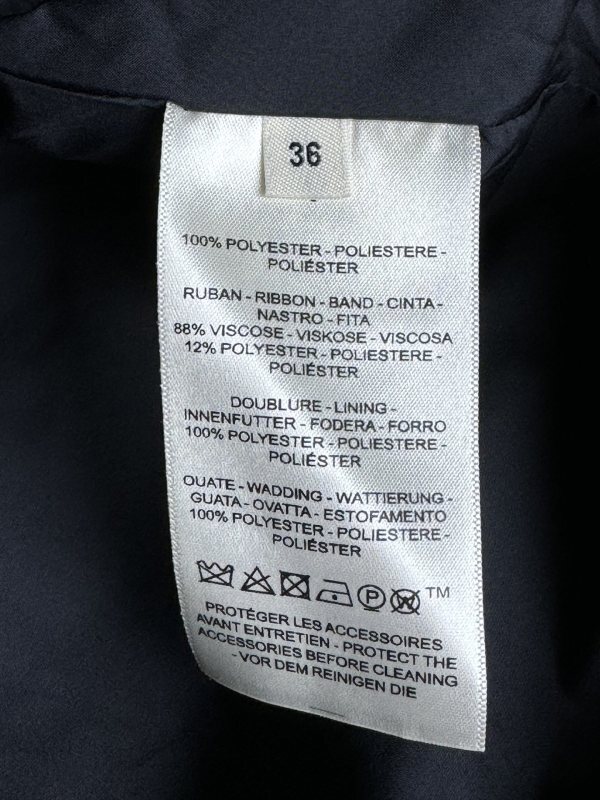 36
100% POLYESTER - POLIESTERE -
POLIÉSTER
RUBAN - RIBBON - BAND - CINTA -
NASTRO - FITA
88% VISCOSE - VISKOSE - VISCOSA
12% POLYESTER - POLIESTERE -
POLIÉSTER
DOUBLURE - LINING -
INNENFUTTER - FODERA - FORRO
100% POLYESTER - POLIESTERE -
POLIÉSTER
OUATE - WADDING - WATTIERUNG -
GUATA - OVATTA - ESTOFAMENTO
100% POLYESTER - POLIESTERE -
POLIÉSTER
P W TM
PROTÉGER LES ACCESSOIRES
AVANT ENTRETIEN - PROTECT THE
ACCESSORIES BEFORE CLEANING
- VOR DEM REINIGEN DIE